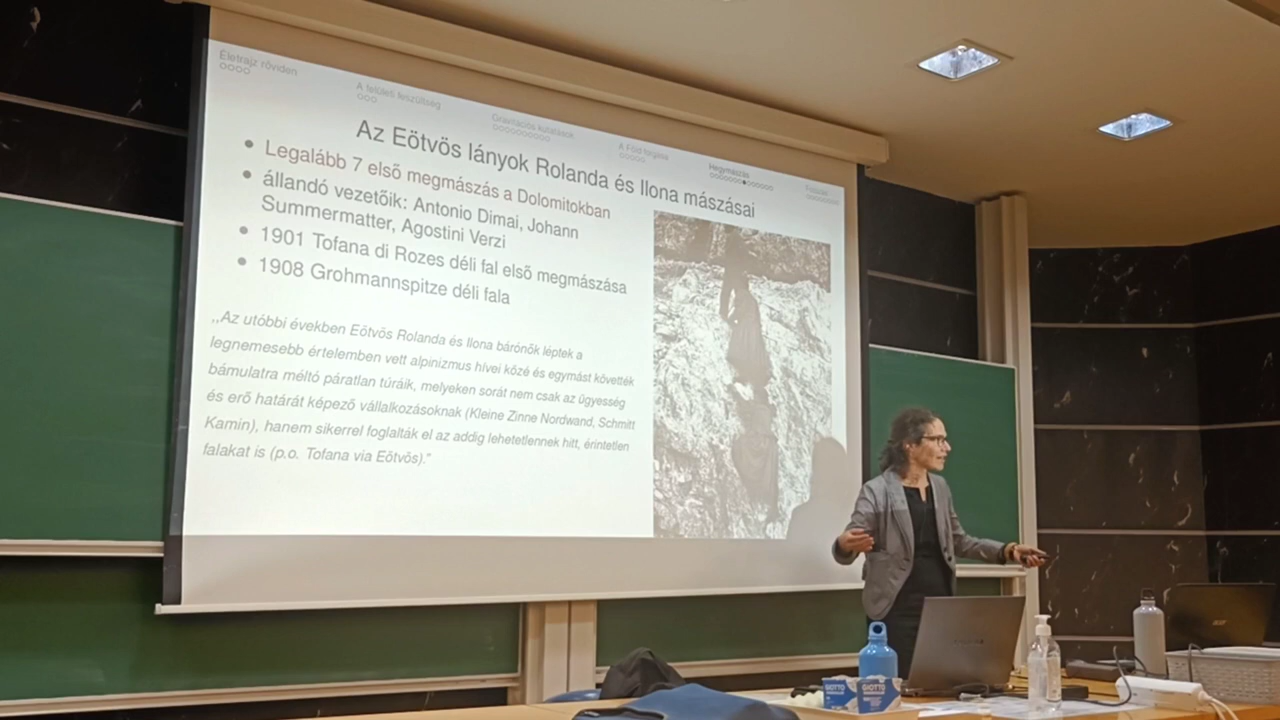 Életrajz röviden
A felületi feszültség
Gravitációs kutatások
A Föld forgása
Hegymászás
Az Eötvös lányok Rolanda és Ilona mászásai
Legalább 7 első megmászás a Dolomitokban
állandó vezetőik: Antonio Dimai, Johann
Summermatter, Agostini Verzi
1901 Tofana di Rozes déli fal első megmászása
1908 Grohmannspitze déli fala
,,Az utóbbi években Eötvös Rolanda és Ilona bárónők léptek a
legnemesebb értelemben vett alpinizmus hívei közé és egymást követték
bámulatra méltó páratlan túráik, melyeken sorát nem csak az ügyesség
és erő határát képező vállalkozásoknak (Kleine Zinne Nordwand, Schmitt
Kamin), hanem sikerrel foglalták el az addig lehetetlennek hitt, érintetlen
falakat is (p.o. Tofana via Eötvös)."
GIOTTO
GIOTTO
acer